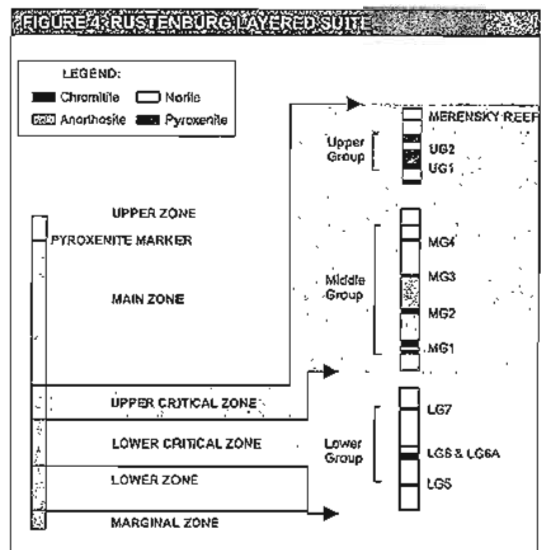 FIGURE 4: RUSTENBURG LAYERED SUITE
LEGEND:
Chromitite
Norite
Anorthosite
Pyroxenite
MERENSKY REEF
Upper
Group
UG2
UG1
UPPER ZONE
PYROXENITE MARKER
MAIN ZONE
MG4
Middle
Group
MG3
MG2
MG1
UPPER CRITICAL ZONE
LG7
LOWER CRITICAL ZONE
Lower
Group
LG6 & LG6A
LOWER ZONE
LG5
MARGINAL ZONE